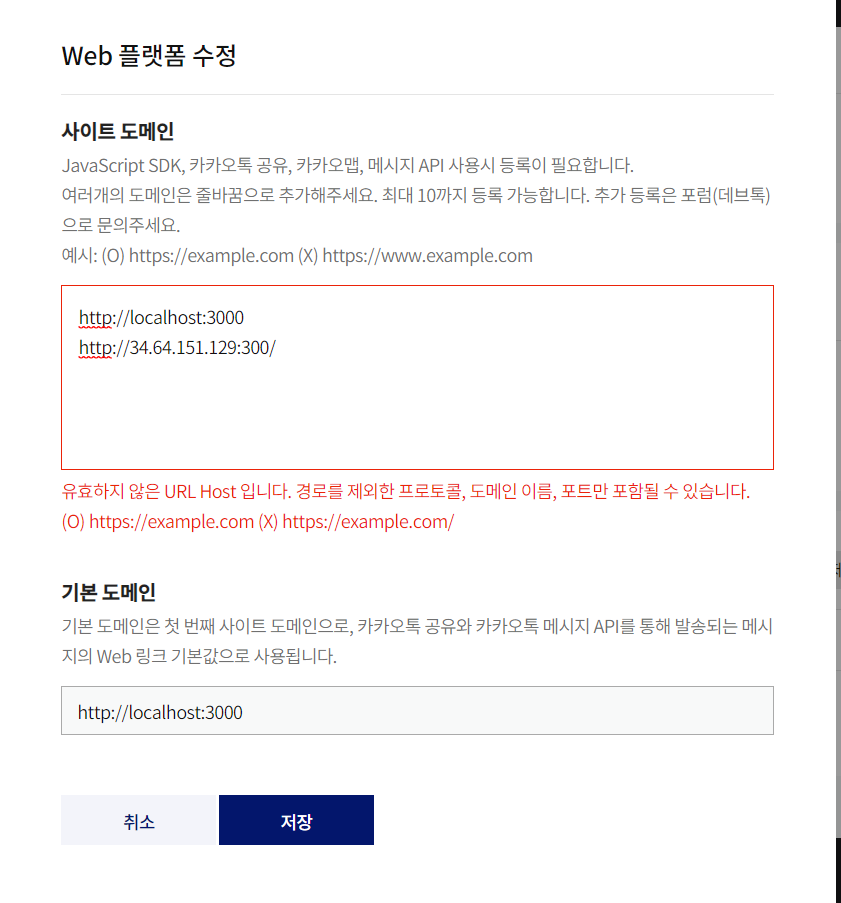 Web 플랫폼 수정
사이트 도메인
JavaScript SDK, 카카오톡 공유, 카카오맵, 메시지 API 사용시 등록이 필요합니다.
여러개의 도메인은 줄바꿈으로 추가해주세요. 최대 10까지 등록 가능합니다. 추가 등록은 포럼(데브톡)
으로 문의주세요.
예시: (O) https://example.com (X) https://www.example.com
http://localhost:3000
http://34.64.151.129:300/
유효하지 않은 URL Host 입니다. 경로를 제외한 프로토콜, 도메인 이름, 포트만 포함될 수 있습니다.
(O) https://example.com (X) https://example.com/
기본 도메인
기본 도메인은 첫 번째 사이트 도메인으로, 카카오톡 공유와 카카오톡 메시지 API를 통해 발송되는 메시
지의 Web 링크 기본값으로 사용됩니다.
http://localhost:3000
취소
저장